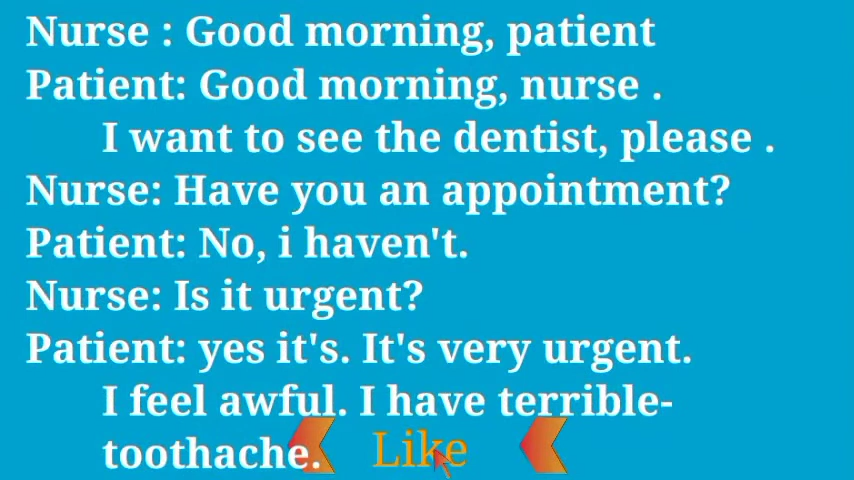 Nurse : Good morning, patient
Patient: Good morning, nurse .
I want to see the dentist, please .
Nurse: Have you an appointment?
Patient: No, i haven't.
Nurse: Is it urgent?
Patient: yes it's. It's very urgent.
I feel awful. I have terrible-
toothache.
Like